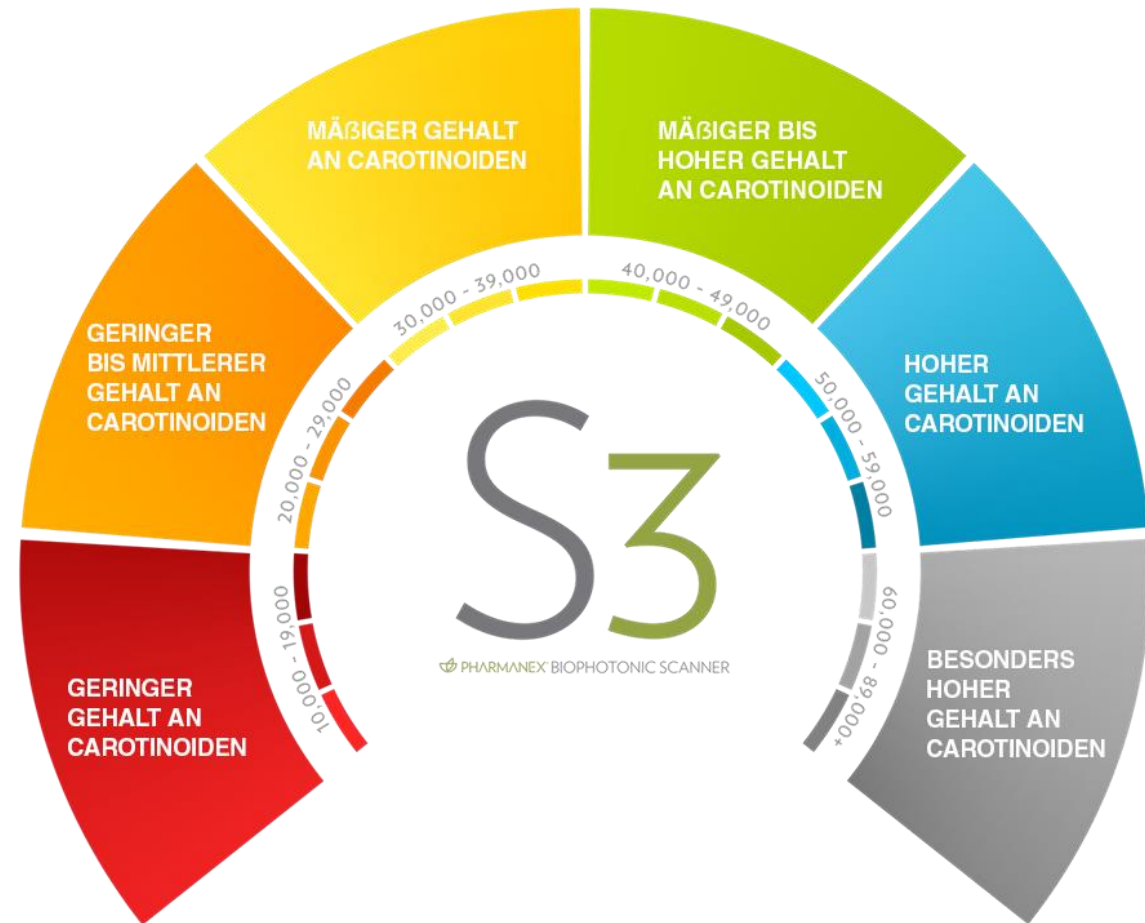 MÄßIGER GEHALT
AN CAROTINOIDEN
MÄßIGER BIS
HOHER GEHALT
AN CAROTINOIDEN
GERINGER
BIS MITTLERER
GEHALT AN
CAROTINOIDEN
HOHER
GEHALT AN
CAROTINOIDEN
GERINGER
GEHALT AN
CAROTINOIDEN
BESONDERS
HOHER
GEHALT AN
CAROTINOIDEN
10,000 - 19,000
20,000 - 29,000
30,000 - 39,000
40,000 - 49,000
50,000 - 59,000
60,000 - 89,000+
S3
PHARMANEX BIOPHOTONIC SCANNER